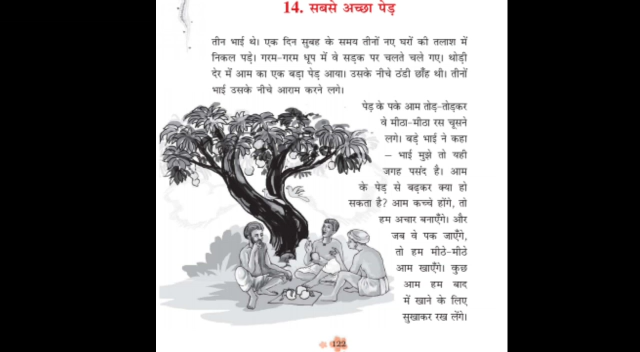 14. सबसे अच्छा पेड़
तीन भाई थे। एक दिन सुबह के समय तीनों नए घरों की तलाश में
निकल पड़े। गरम-गरम धूप में वे सड़क पर चलते चले गए। थोड़ी
देर में आम का एक बड़ा पेड़ आया। उसके नीचे ठंडी छाँह थी। तीनों
भाई उसके नीचे आराम करने लगे।
पेड़ के पके आम तोड़-तोड़कर
वे मीठा-मीठा रस चूसने
लगे। बड़े भाई ने कहा
– भाई मुझे तो यही
जगह पसंद है। आम
के पेड़ से बढ़कर क्या हो
सकता है? आम कच्चे होंगे, तो
हम अचार बनाएँगे। और
जब वे पक जाएँगे,
तो हम मीठे-मीठे
आम खाएँगे। कुछ
आम हम बाद
में खाने के लिए
सुखाकर रख लेंगे।
122